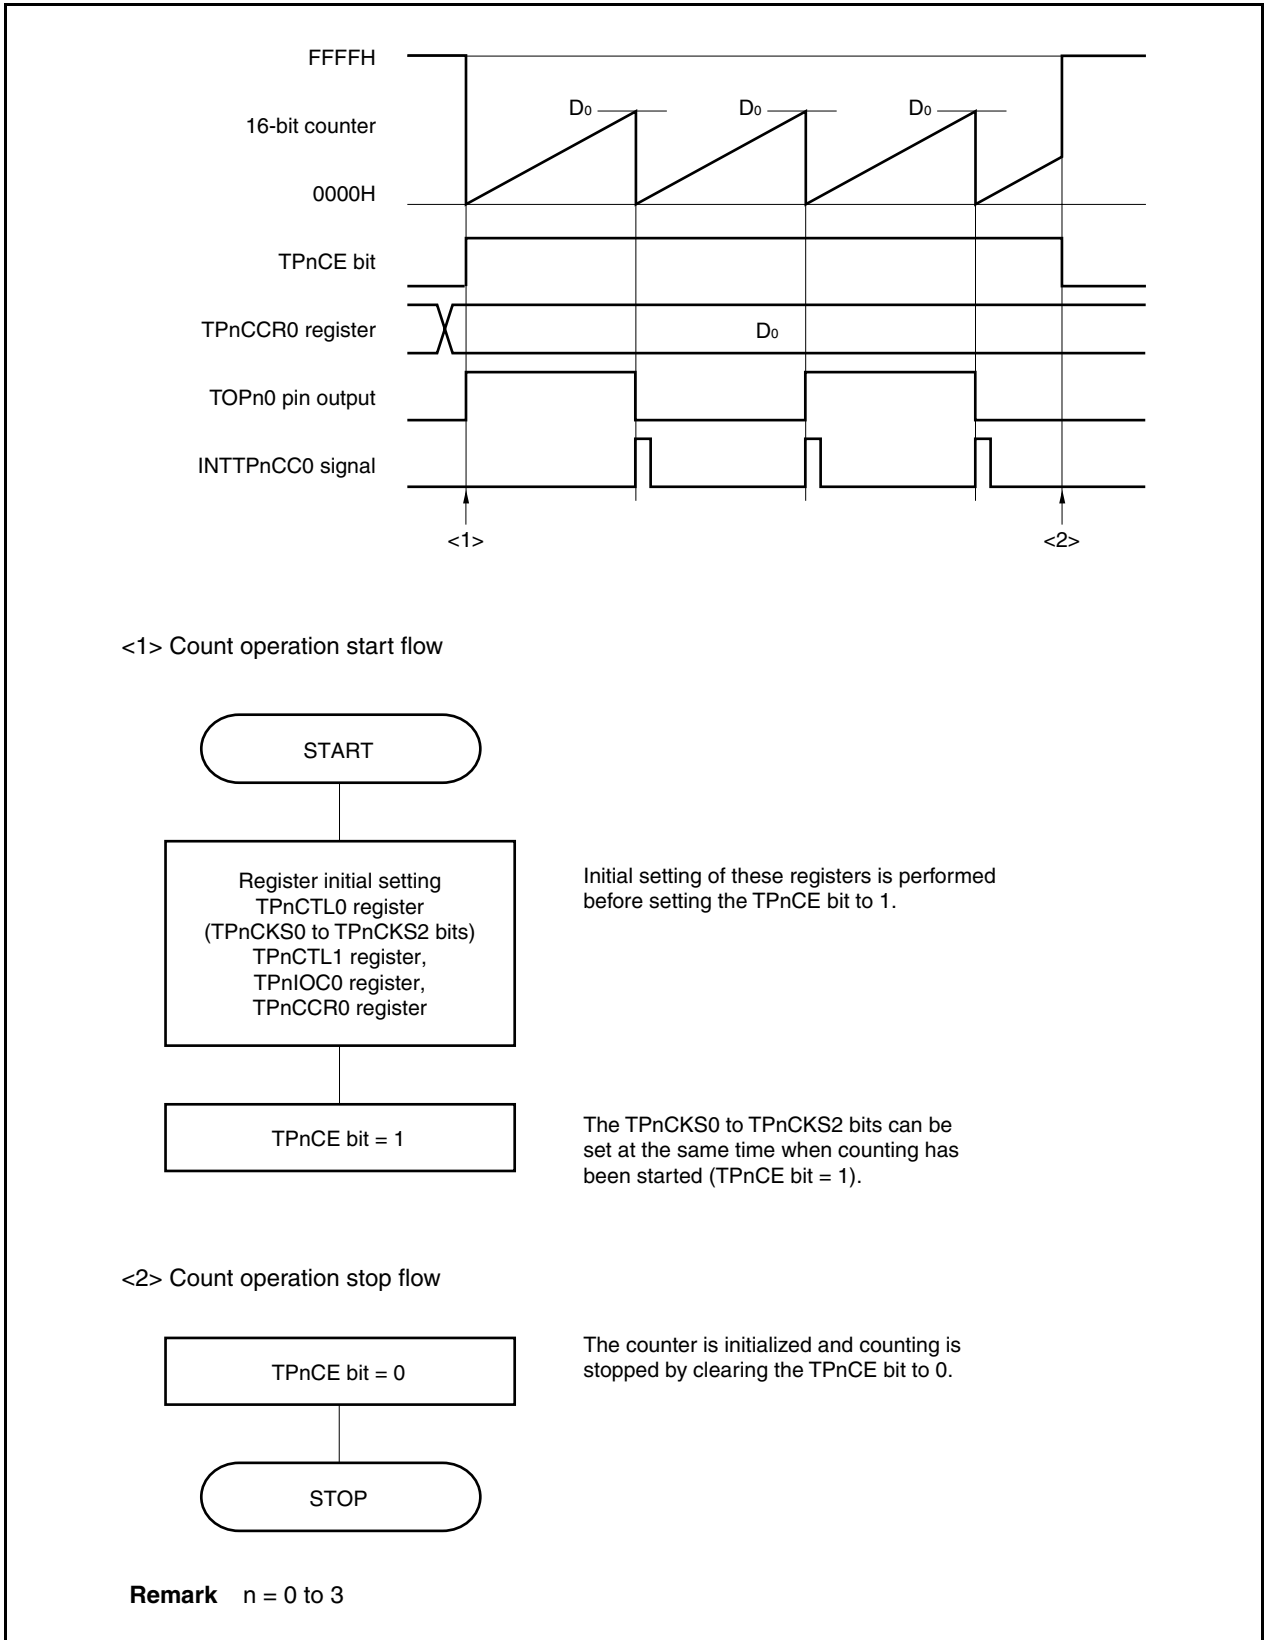 FFFFH
D0 D0 D0
16-bit counter
0000H
TPnCE bit
TPnCCR0 register
D0
TOPn0 pin output
INTTPnCC0 signal
<1> <2>
<1> Count operation start flow
START
Register initial setting
TPnCTL0 register
(TPnCKS0 to TPnCKS2 bits)
TPnCTL1 register,
TPnIOC0 register,
TPnCCR0 register
Initial setting of these registers is performed
before setting the TPnCE bit to 1.
TPnCE bit = 1
The TPnCKS0 to TPnCKS2 bits can be
set at the same time when counting has
been started (TPnCE bit = 1).
<2> Count operation stop flow
TPnCE bit = 0
The counter is initialized and counting is
stopped by clearing the TPnCE bit to 0.
STOP
Remark n = 0 to 3